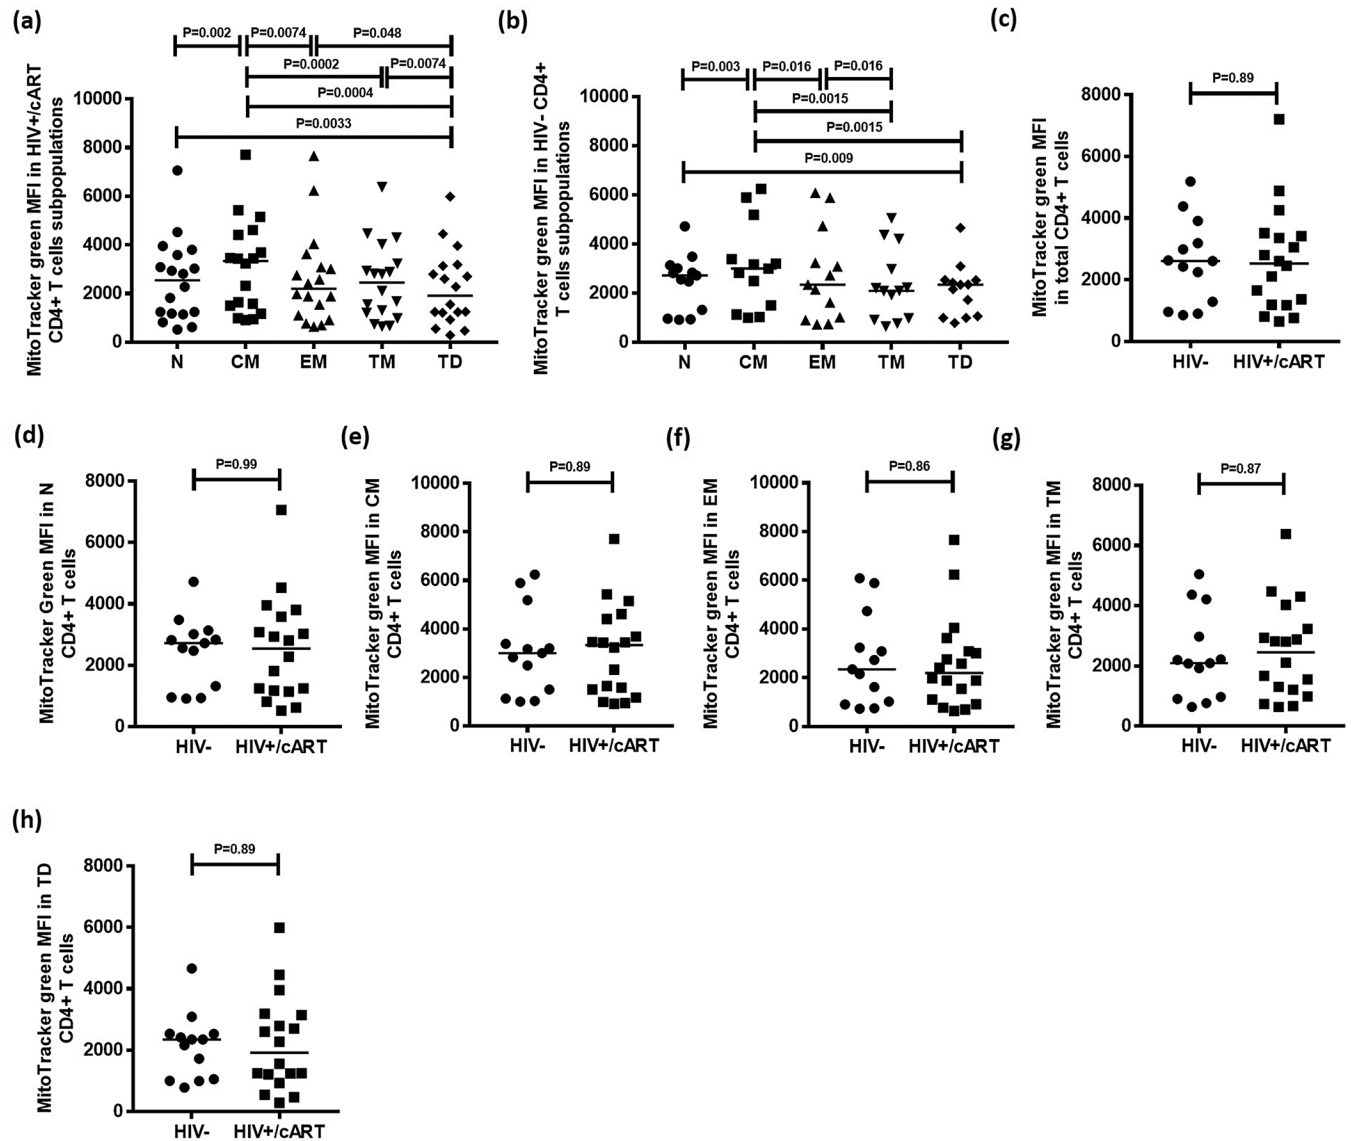 (a)
P=0.002 P=0.0074 P=0.048
P=0.0002 P=0.0074
P=0.0004
P=0.0033
MitoTracker green MFI in HIV+/cART
CD4+ T cells subpopulations
10000
8000
6000
4000
2000
0
N CM EM TM TD
(b)
P=0.003 P=0.016 P=0.016
P=0.0015
P=0.0015
P=0.009
MitoTracker green MFI in HIV- CD4+
T cells subpopulations
10000
8000
6000
4000
2000
0
N CM EM TM TD
(c)
P=0.89
MitoTracker green MFI
in total CD4+ T cells
8000
6000
4000
2000
0
HIV- HIV+/cART
(d)
P=0.99
MitoTracker Green MFI in N
CD4+ T cells
8000
6000
4000
2000
0
HIV- HIV+/cART
(e)
P=0.89
MitoTracker green MFI in CM
CD4+ T cells
10000
8000
6000
4000
2000
0
HIV- HIV+/cART
(f)
P=0.86
MitoTracker green MFI in EM
CD4+ T cells
10000
8000
6000
4000
2000
0
HIV- HIV+/cART
(g)
P=0.87
MitoTracker green MFI in TM
CD4+ T cells
8000
6000
4000
2000
0
HIV- HIV+/cART
(h)
P=0.89
MitoTracker green MFI in TD
CD4+ T cells
8000
6000
4000
2000
0
HIV- HIV+/cART